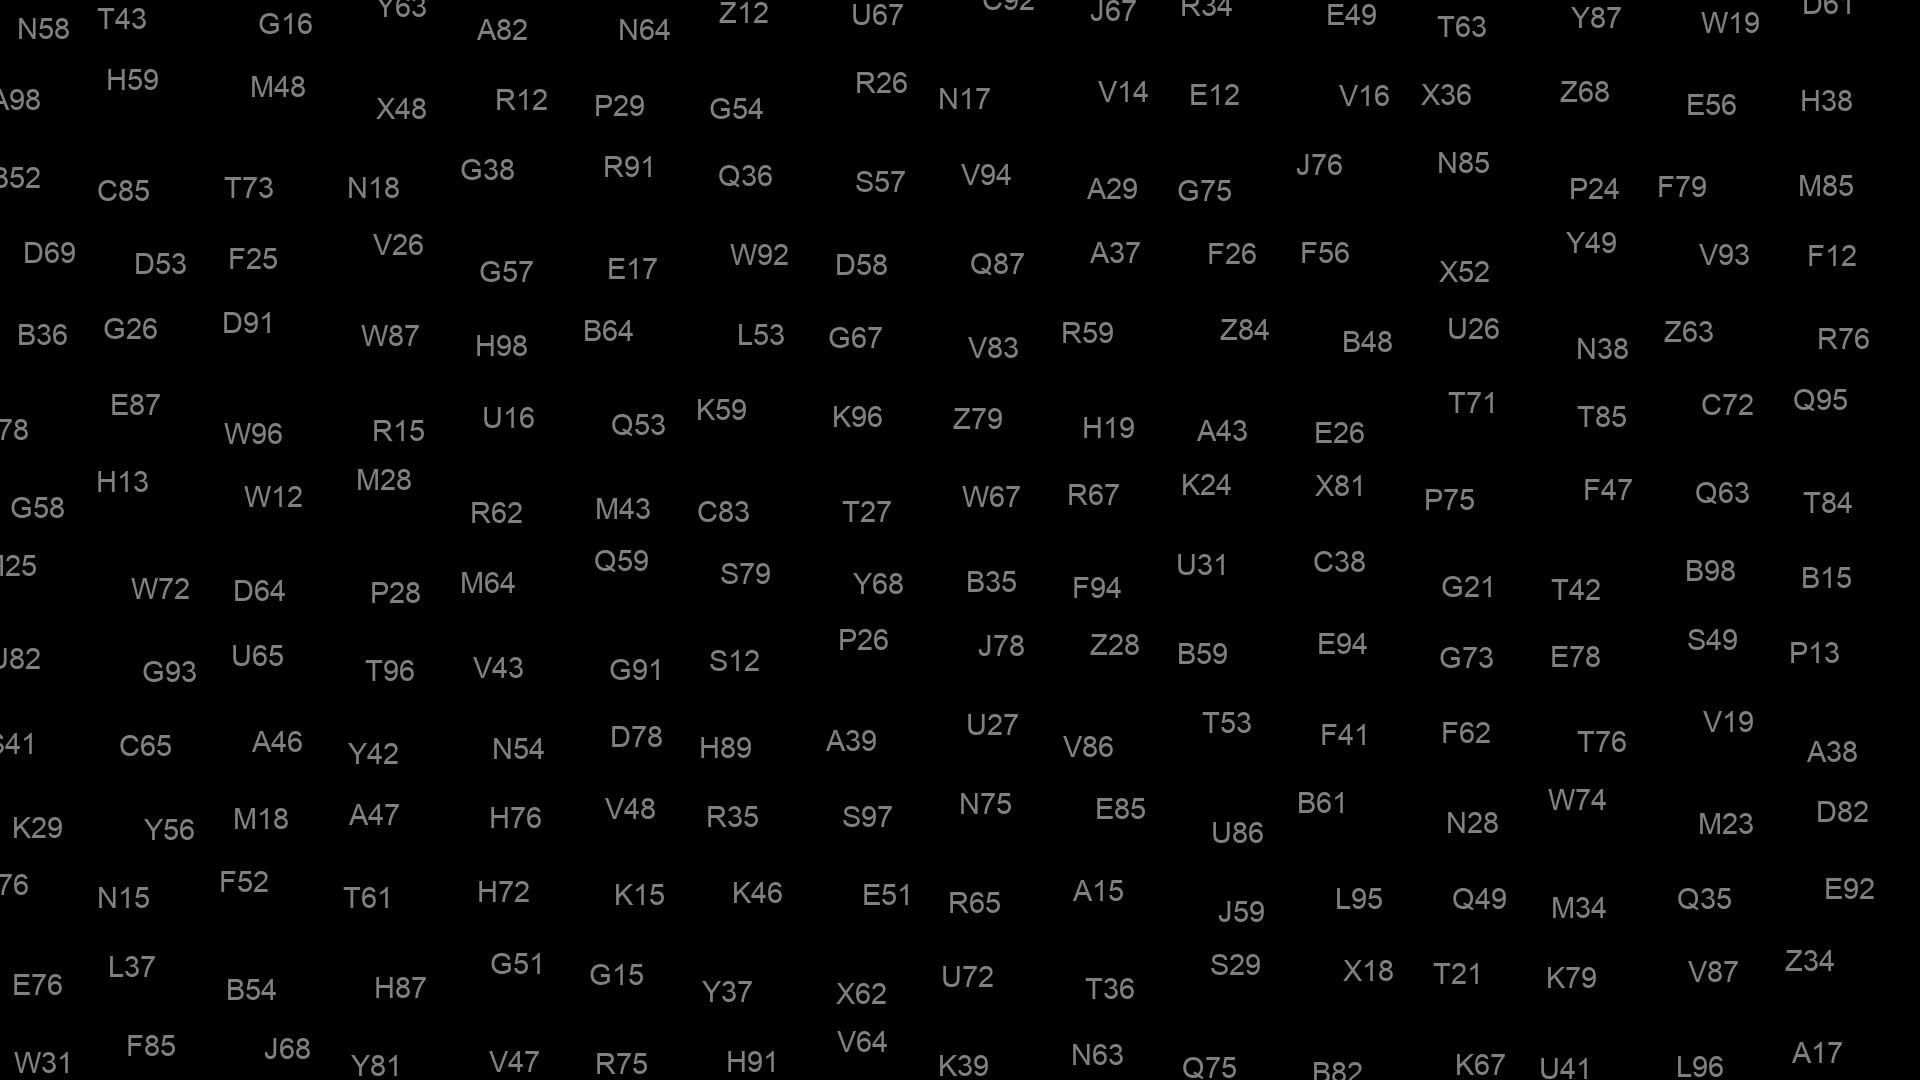 N58 T43 G16 Y63 A82 N64 Z12 U67 C92 J67 R34 E49 T63 Y87 W19 D61
A98 H59 M48 X48 R12 P29 G54 R26 N17 V14 E12 V16 X36 Z68 E56 H38
B52 C85 T73 N18 G38 R91 Q36 S57 V94 A29 G75 J76 N85 P24 F79 M85
D69 D53 F25 V26 G57 E17 W92 D58 Q87 A37 F26 F56 X52 Y49 V93 F12
B36 G26 D91 W87 H98 B64 L53 G67 V83 R59 Z84 B48 U26 N38 Z63 R76
78 E87 W96 R15 U16 Q53 K59 K96 Z79 H19 A43 E26 T71 T85 C72 Q95
G58 H13 W12 M28 R62 M43 C83 T27 W67 R67 K24 X81 P75 F47 Q63 T84
25 W72 D64 P28 M64 Q59 S79 Y68 B35 F94 U31 C38 G21 T42 B98 B15
82 G93 U65 T96 V43 G91 S12 P26 J78 Z28 B59 E94 G73 E78 S49 P13
41 C65 A46 Y42 N54 D78 H89 A39 U27 V86 T53 F41 F62 T76 V19 A38
K29 Y56 M18 A47 H76 V48 R35 S97 N75 E85 U86 B61 N28 W74 M23 D82
76 N15 F52 T61 H72 K15 K46 E51 R65 A15 J59 L95 Q49 M34 Q35 E92
E76 L37 B54 H87 G51 G15 Y37 X62 U72 T36 S29 X18 T21 K79 V87 Z34
W31 F85 J68 Y81 V47 R75 H91 V64 K39 N63 Q75 B82 K67 U41 L96 A17